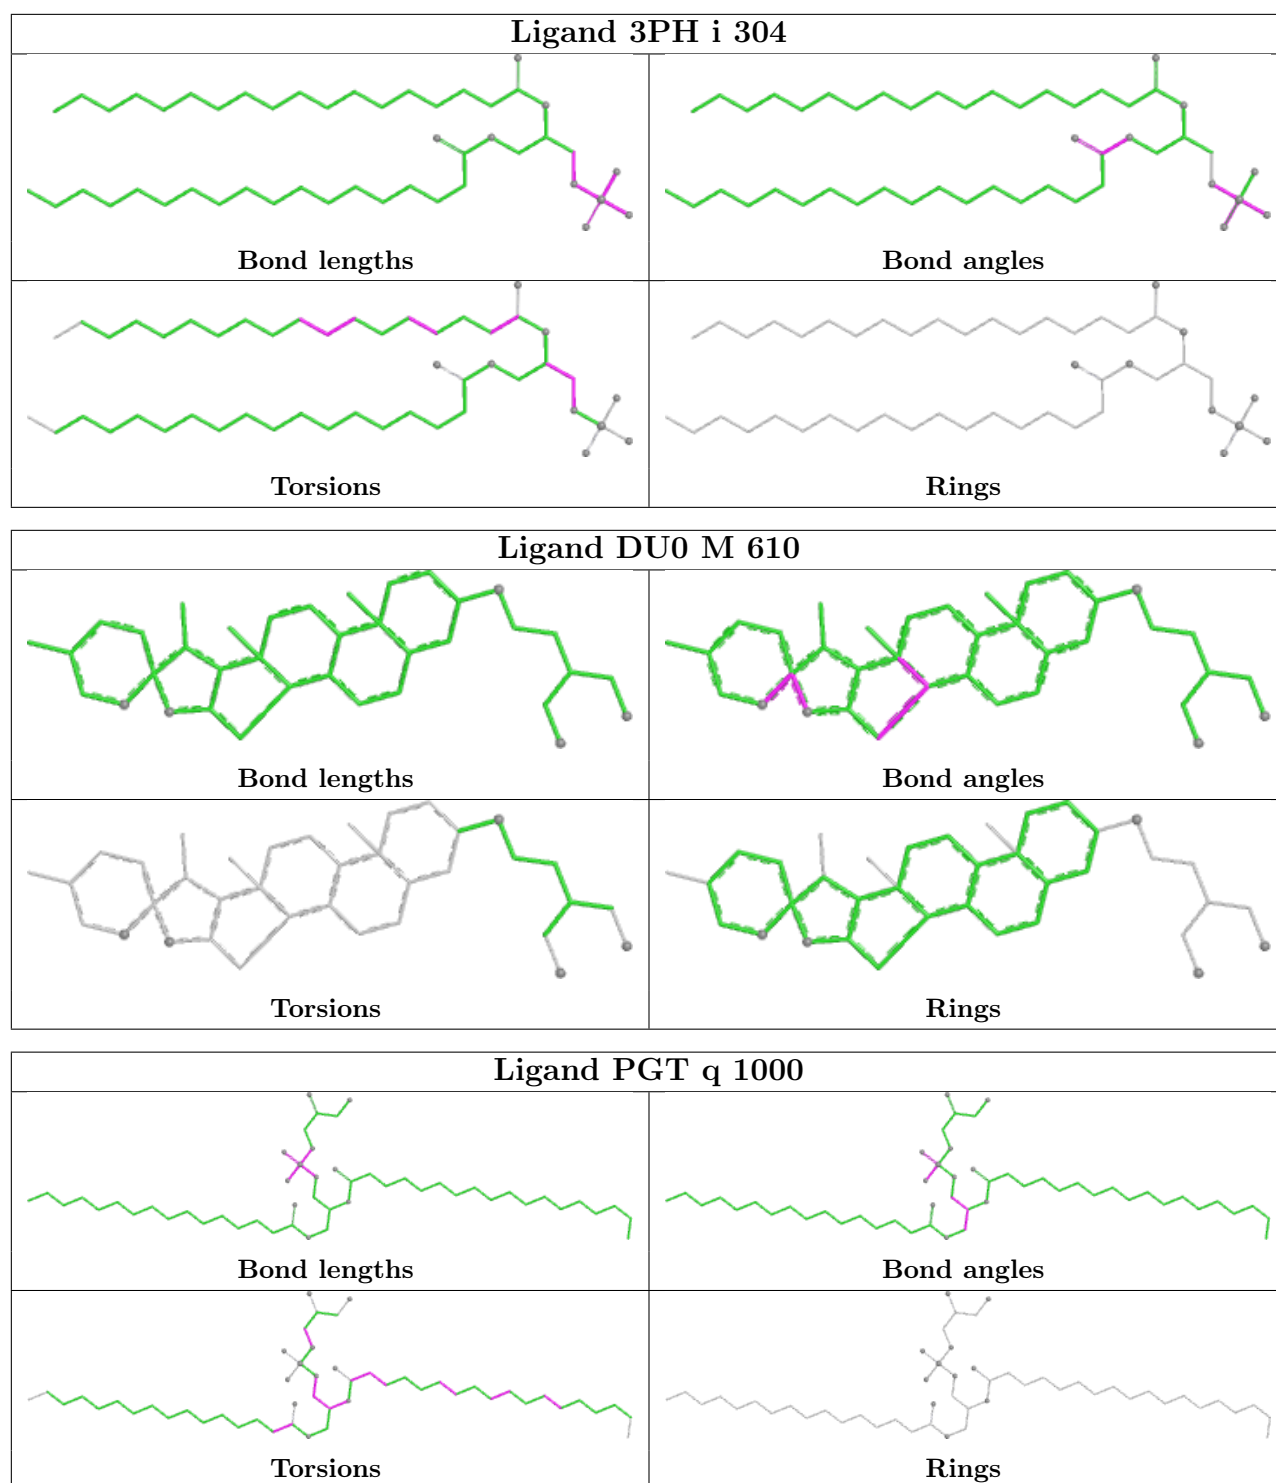 Ligand 3PH i 304
Bond lengths
Bond angles
Torsions
Rings
Ligand DU0 M 610
Bond lengths
Bond angles
Torsions
Rings
Ligand PGT q 1000
Bond lengths
Bond angles
Torsions
Rings